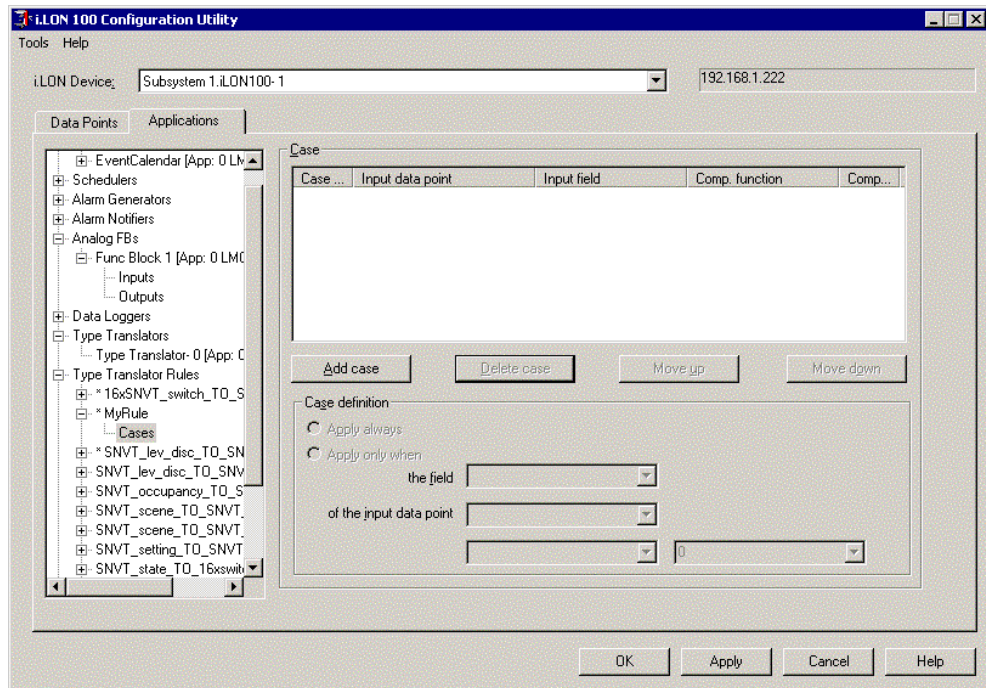 i.LON 100 Configuration Utility
Tools Help
i.LON Device: Subsystem 1.iLON100- 1 192.168.1.222
Data Points Applications
EventCalendar [App: 0 LM
Schedulers
Alarm Generators
Alarm Notifiers
Analog FBs
Func Block 1 [App: 0 LM0
Inputs
Outputs
Data Loggers
Type Translators
Type Translator- 0 [App: 0
Type Translator Rules
* 16xSNVT_switch_TO_S
* MyRule
Cases
* SNVT_lev_disc_TO_SN
SNVT_lev_disc_TO_SNV
SNVT_occupancy_TO_S
SNVT_scene_TO_SNVT_
SNVT_scene_TO_SNVT_
SNVT_setting_TO_SNVT
SNVT_state_TO_16xswit
Case
Case ... Input data point Input field Comp. function Comp...
Add case Delete case Move up Move down
Case definition
Apply always
Apply only when
the field
of the input data point
0
OK Apply Cancel Help